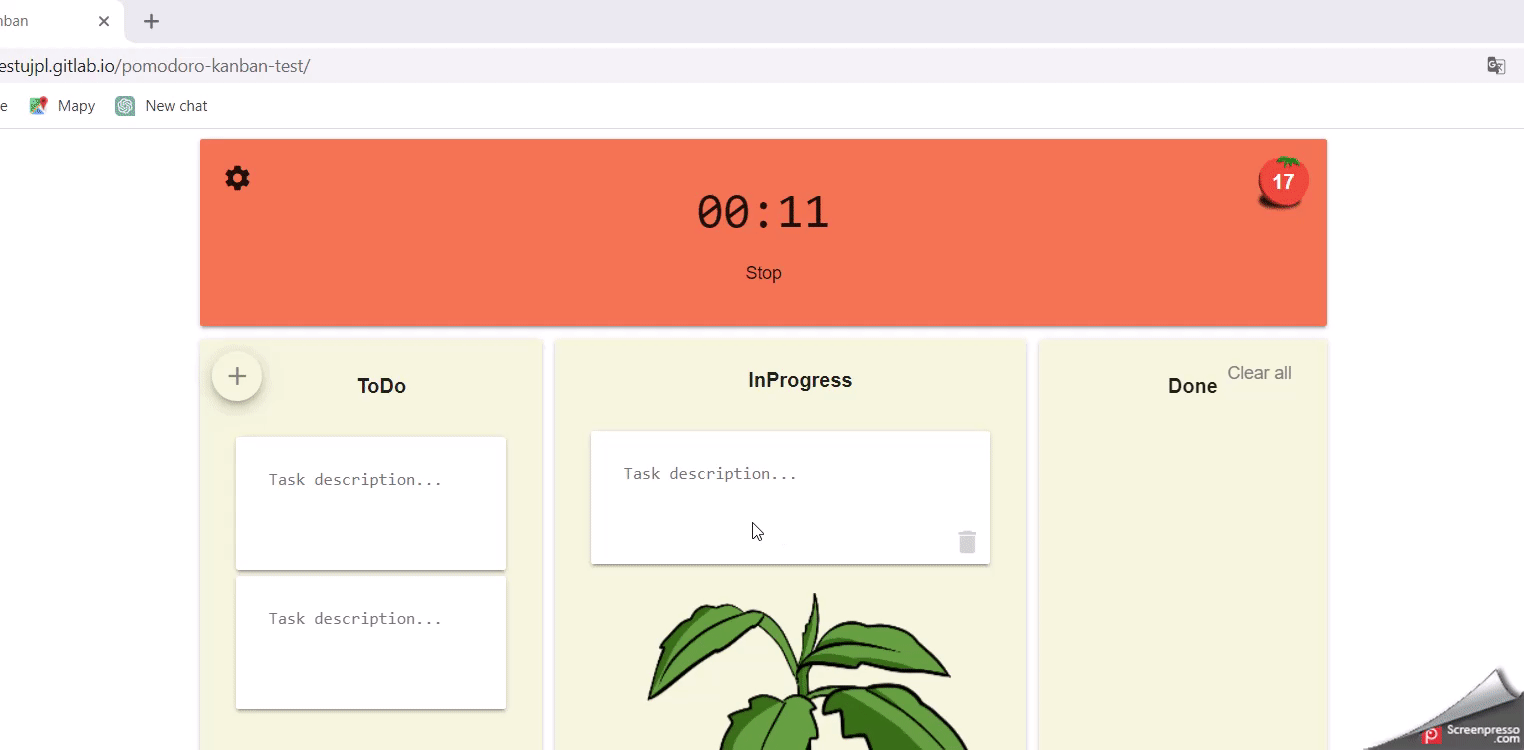 nban
estujpl.gitlab.io/pomodoro-kanban-test/
e Mapy New chat
17
00:11
Stop
ToDo
InProgress
Done
Clear all
Task description...
Task description...
Task description...
Screenpresso
.com